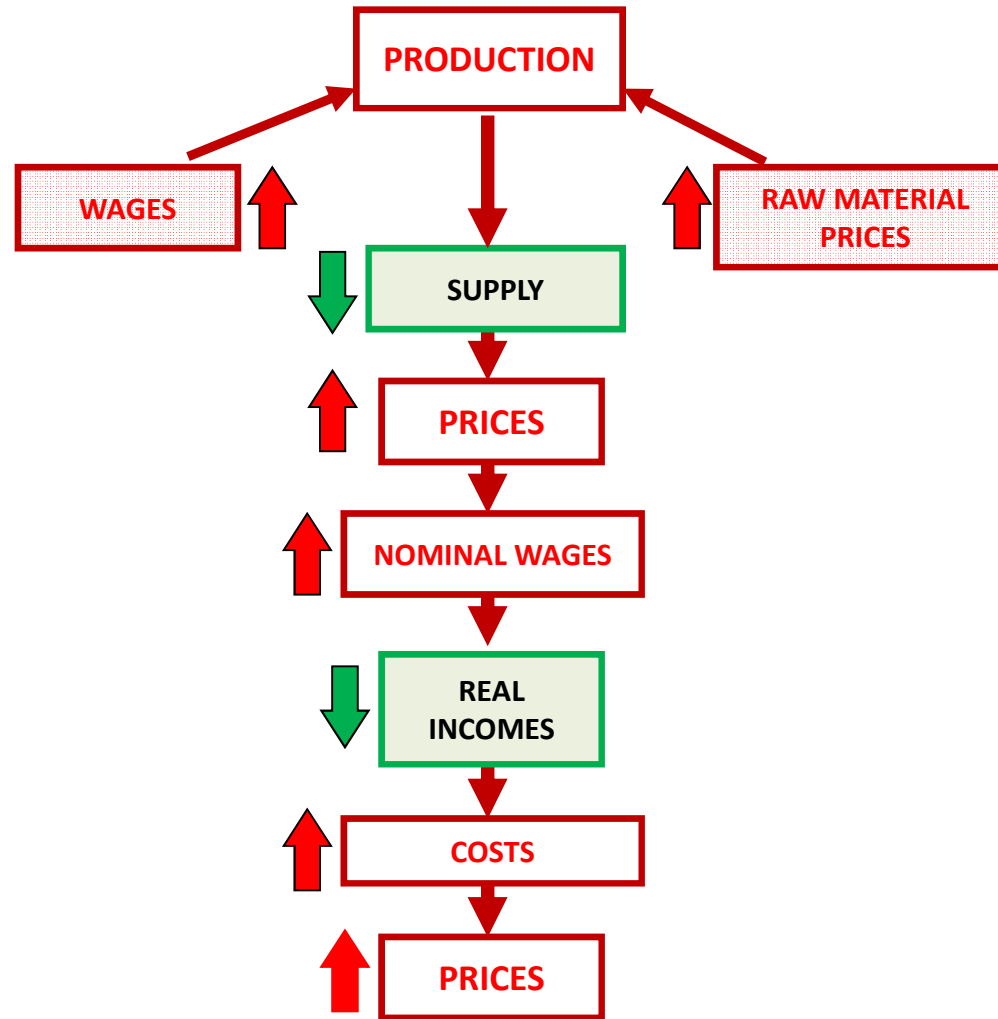 PRODUCTION
WAGES
RAW MATERIAL
PRICES
SUPPLY
PRICES
NOMINAL WAGES
REAL
INCOMES
COSTS
PRICES